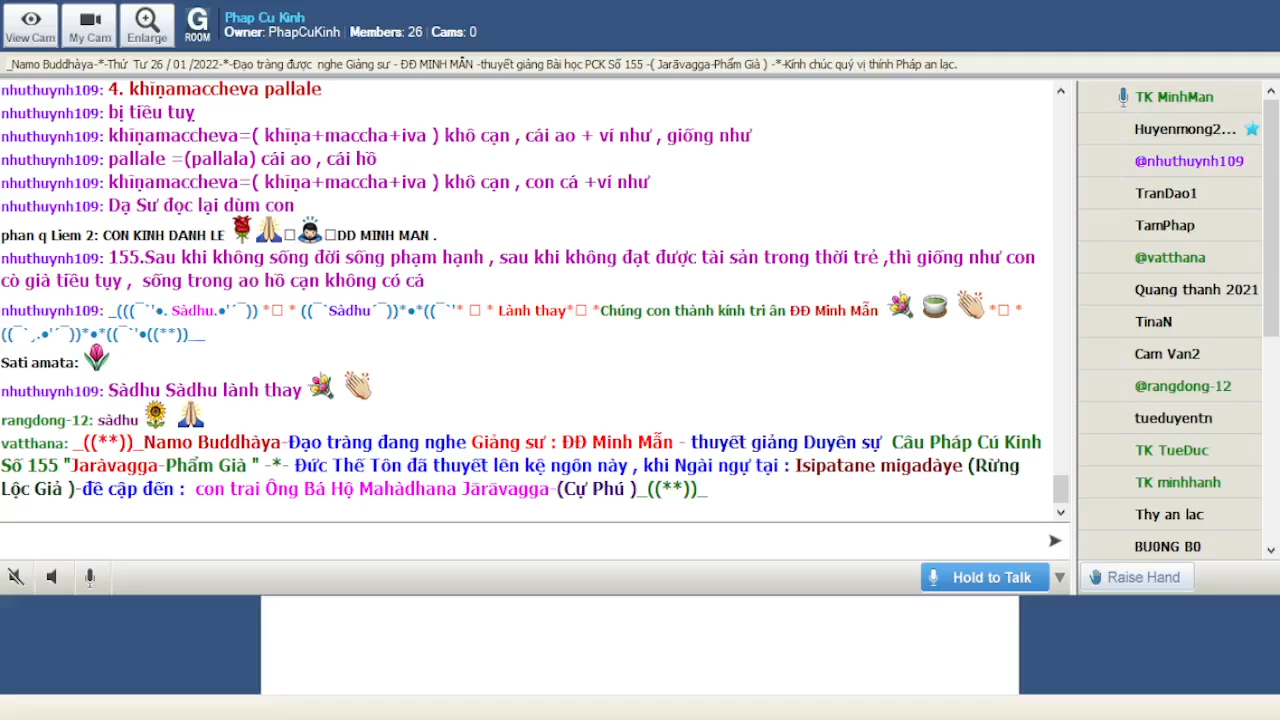 View Cam
My Cam
Enlarge
G
ROOM
Phap Cu Kinh
Owner: PhapCuKinh | Members: 26 | Cams: 0
_Namo Buddhàya-*-Thứ Tư 26 / 01 /2022-*-Đạo tràng được nghe Giảng sư - ĐĐ MINH MẪN -thuyết giảng Bài học PCK Số 155 -( Jarāvagga-Phẩm Già ) -*-Kính chúc quý vị thính Pháp an lạc.
nhuthuynh109: 4. khīṇamaccheva pallale
nhuthuynh109: bị tiều tuỵ
nhuthuynh109: khīṇamaccheva=( khīṇa+maccha+iva ) khô cạn , cái ao + ví như , giống như
nhuthuynh109: pallale =(pallala) cái ao , cái hồ
nhuthuynh109: khīṇamaccheva=( khīṇa+maccha+iva ) khô cạn , con cá +ví như
nhuthuynh109: Dạ Sư đọc lại dùm con
phan q Liem 2: CON KINH DANH LE 🌹🙏□🙇□DD MINH MAN .
nhuthuynh109: 155.Sau khi không sống đời sống phạm hạnh , sau khi không đạt được tài sản trong thời trẻ ,thì giống như con
cò già tiều tụy , sống trong ao hồ cạn không có cá
nhuthuynh109: _(((¯`'•. Sàdhu.•'´¯)) *□ * ((¯`Sàdhu´¯))*•*((¯`'* □ * Lành thay*□ *Chúng con thành kính tri ân ĐĐ Minh Mẫn 💐 🍵 👏 *□ *
((¯`¸.•'´¯))*•*((¯`'•((**))__
Sati amata: 🌷
nhuthuynh109: Sàdhu Sàdhu lành thay 💐 👏
rangdong-12: sàdhu 🌻 🙏
vatthana: _((**))_Namo Buddhàya-Đạo tràng đang nghe Giảng sư : ĐĐ Minh Mẫn - thuyết giảng Duyên sự Câu Pháp Cú Kinh
Số 155 "Jaràvagga-Phẩm Già " -*- Đức Thế Tôn đã thuyết lên kệ ngôn này , khi Ngài ngự tại : Isipatane migadàye (Rừng
Lộc Giả )-đề cập đến : con trai Ông Bá Hộ Mahàdhana Jārāvagga-(Cự Phú )_((**))_
TK MinhMan
Huyenmong2...
@nhuthuynh109
TranDao1
TamPhap
@vatthana
Quang thanh 2021
TinaN
Cam Van2
@rangdong-12
tueduyentn
TK TueDuc
TK minhhanh
Thy an lac
BU0NG B0
Hold to Talk
Raise Hand